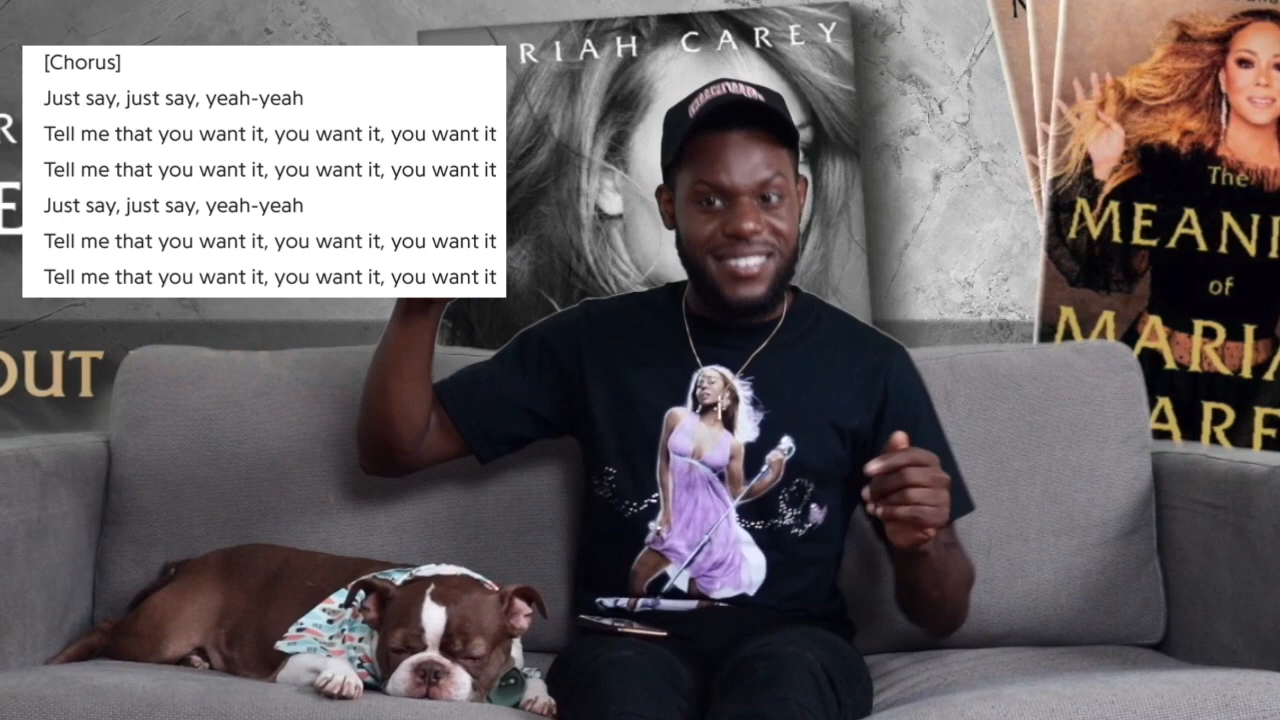 [Chorus]
Just say, just say, yeah-yeah
Tell me that you want it, you want it, you want it
Tell me that you want it, you want it, you want it
Just say, just say, yeah-yeah
Tell me that you want it, you want it, you want it
Tell me that you want it, you want it, you want it
RIAH CAREY
R
E
OUT
The
MEANI
of
MARIA
ARE